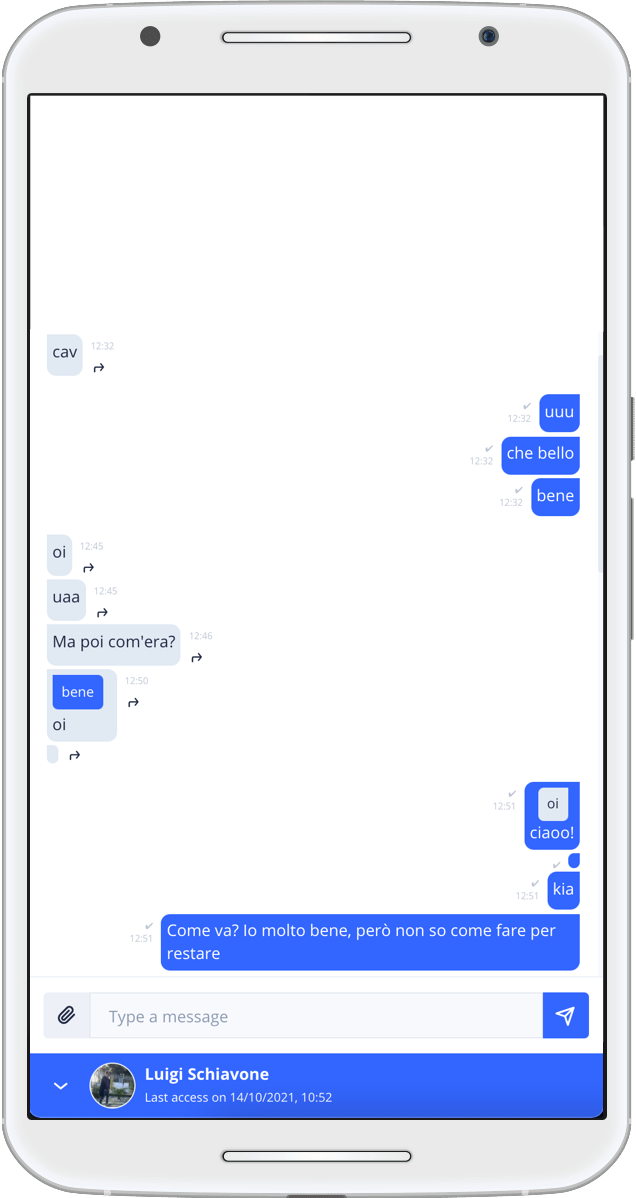 cav
12:32
uuu
12:32
che bello
12:32
bene
12:32
oi
12:45
uaa
12:45
Ma poi com'era?
12:46
bene
12:50
oi
oi
12:51
ciaoo!
kia
12:51
Come va? Io molto bene, però non so come fare per
12:51
restare
Type a message
Luigi Schiavone
Last access on 14/10/2021, 10:52